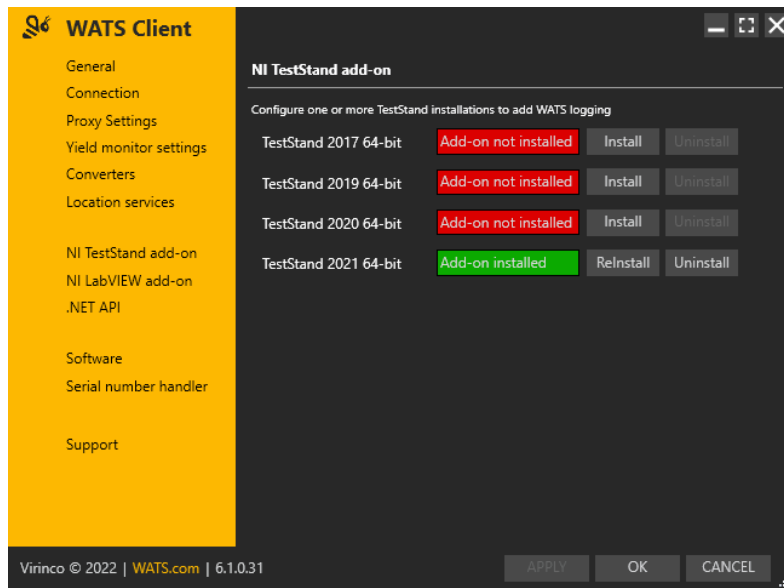 WATS Client
General
Connection
Proxy Settings
Yield monitor settings
Converters
Location services
NI TestStand add-on
NI LabVIEW add-on
.NET API
Software
Serial number handler
Support
NI TestStand add-on
Configure one or more TestStand installations to add WATS logging
TestStand 2017 64-bit Add-on not installed Install Uninstall
TestStand 2019 64-bit Add-on not installed Install Uninstall
TestStand 2020 64-bit Add-on not installed Install Uninstall
TestStand 2021 64-bit Add-on installed ReInstall Uninstall
Virinco © 2022 | WATS.com | 6.1.0.31
APPLY OK CANCEL